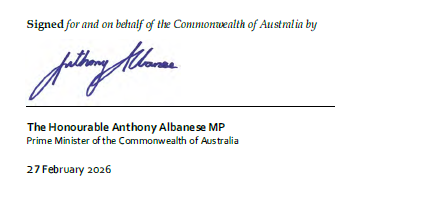 Signed for and on behalf of the Commonwealth of Australia by
Anthony Albanese
The Honourable Anthony Albanese MP
Prime Minister of the Commonwealth of Australia
27 February 2026